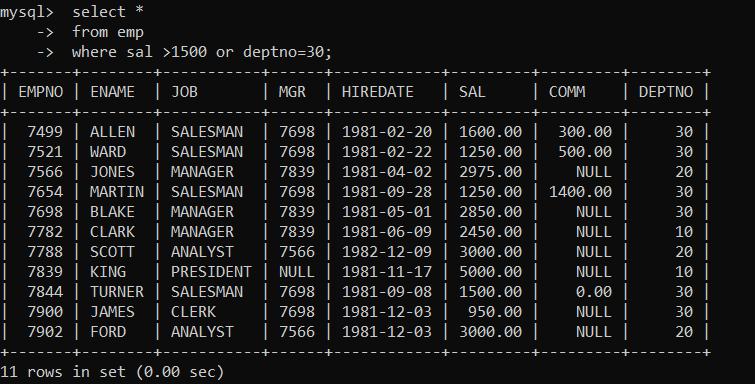 mysql>  select *
    ->  from emp
    ->  where sal >1500 or deptno=30;
+-------+--------+-----------+------+------------+---------+---------+--------+
| EMPNO | ENAME  | JOB       | MGR  | HIREDATE   | SAL     | COMM    | DEPTNO |
+-------+--------+-----------+------+------------+---------+---------+--------+
|  7499 | ALLEN  | SALESMAN  | 7698 | 1981-02-20 | 1600.00 |  300.00 |     30 |
|  7521 | WARD   | SALESMAN  | 7698 | 1981-02-22 | 1250.00 |  500.00 |     30 |
|  7566 | JONES  | MANAGER   | 7839 | 1981-04-02 | 2975.00 |    NULL |     20 |
|  7654 | MARTIN | SALESMAN  | 7698 | 1981-09-28 | 1250.00 | 1400.00 |     30 |
|  7698 | BLAKE  | MANAGER   | 7839 | 1981-05-01 | 2850.00 |    NULL |     30 |
|  7782 | CLARK  | MANAGER   | 7839 | 1981-06-09 | 2450.00 |    NULL |     10 |
|  7788 | SCOTT  | ANALYST   | 7566 | 1982-12-09 | 3000.00 |    NULL |     20 |
|  7839 | KING   | PRESIDENT | NULL | 1981-11-17 | 5000.00 |    NULL |     10 |
|  7844 | TURNER | SALESMAN  | 7698 | 1981-09-08 | 1500.00 |    0.00 |     30 |
|  7900 | JAMES  | CLERK     | 7698 | 1981-12-03 |  950.00 |    NULL |     30 |
|  7902 | FORD   | ANALYST   | 7566 | 1981-12-03 | 3000.00 |    NULL |     20 |
+-------+--------+-----------+------+------------+---------+---------+--------+
11 rows in set (0.00 sec)